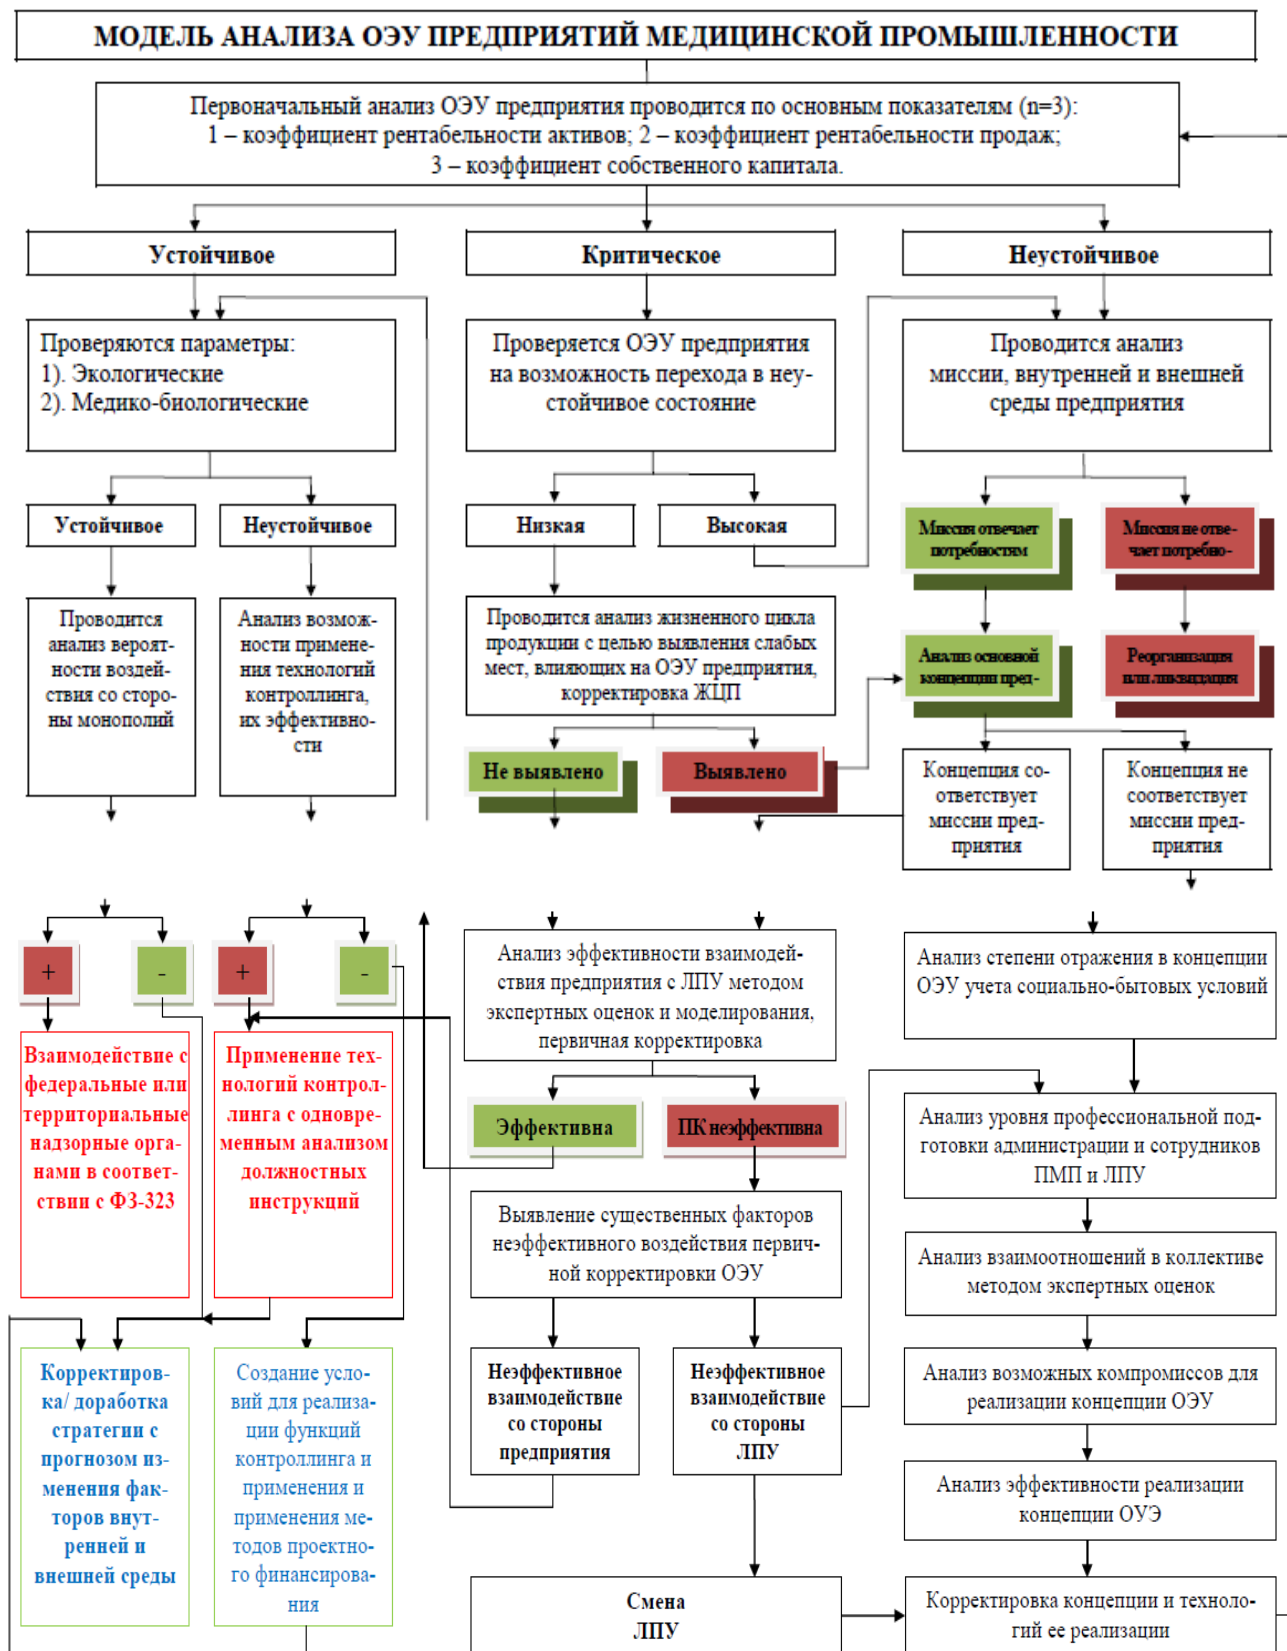 МОДЕЛЬ АНАЛИЗА ОЭУ ПРЕДПРИЯТИЙ МЕДИЦИНСКОЙ ПРОМЫШЛЕННОСТИ
Первоначальный анализ ОЭУ предприятия проводится по основным показателям (n=3):
1 – коэффициент рентабельности активов; 2 – коэффициент рентабельности продаж;
3 – коэффициент собственного капитала.
Устойчивое
Критическое
Неустойчивое
Проверяются параметры:
1). Экологические
2). Медико-биологические
Проверяется ОЭУ предприятия
на возможность перехода в неу-
стойчивое состояние
Проводится анализ
миссии, внутренней и внешней
среды предприятия
Устойчивое
Неустойчивое
Низкая
Высокая
Миссия отвечает
потребностям
Миссия не отве-
чает потребно-
Проводится
анализ вероят-
ности воздей-
ствия со сторо-
ны монополий
Анализ возмож-
ности примене-
ния технологий
контроллинга,
их эффективно-
сти
Проводится анализ жизненного цикла
продукции с целью выявления слабых
мест, влияющих на ОЭУ предприятия,
корректировка ЖЦП
Анализ основной
концепции пред-
Реорганизация
или ликвидация
Не выявлено
Выявлено
Концепция со-
ответствует
миссии пред-
приятия
Концепция не
соответствует
миссии пред-
приятия
+
-
+
-
Анализ эффективности взаимодей-
ствия предприятия с ЛПУ методом
экспертных оценок и моделирования,
первичная корректировка
Анализ степени отражения в концепции
ОЭУ учета социально-бытовых условий
Взаимодействие с
федеральные или
территориальные
надзорные орга-
нами в соответ-
ствии с ФЗ-323
Применение тех-
нологий контрол-
линга с одновре-
менным анализом
должностных
инструкций
Эффективна
ПК неэффективна
Анализ уровня профессиональной под-
готовки администрации и сотрудников
ПМП и ЛПУ
Выявление существенных факторов
неэффективного воздействия первич-
ной корректировки ОЭУ
Анализ взаимоотношений в коллективе
методом экспертных оценок
Корректиров-
ка/ доработка
стратегии с
прогнозом из-
менения фак-
торов внут-
ренней и
внешней среды
Создание усло-
вий для реализа-
ции функций
контроллинга и
применения и
применения ме-
тодов проектно-
го финансирова-
ния
Неэффективное
взаимодействие
со стороны
предприятия
Неэффективное
взаимодействие
со стороны
ЛПУ
Анализ возможных компромиссов для
реализации концепции ОЭУ
Анализ эффективности реализации
концепции ОУЭ
Смена
ЛПУ
Корректировка концепции и техноло-
гий ее реализации